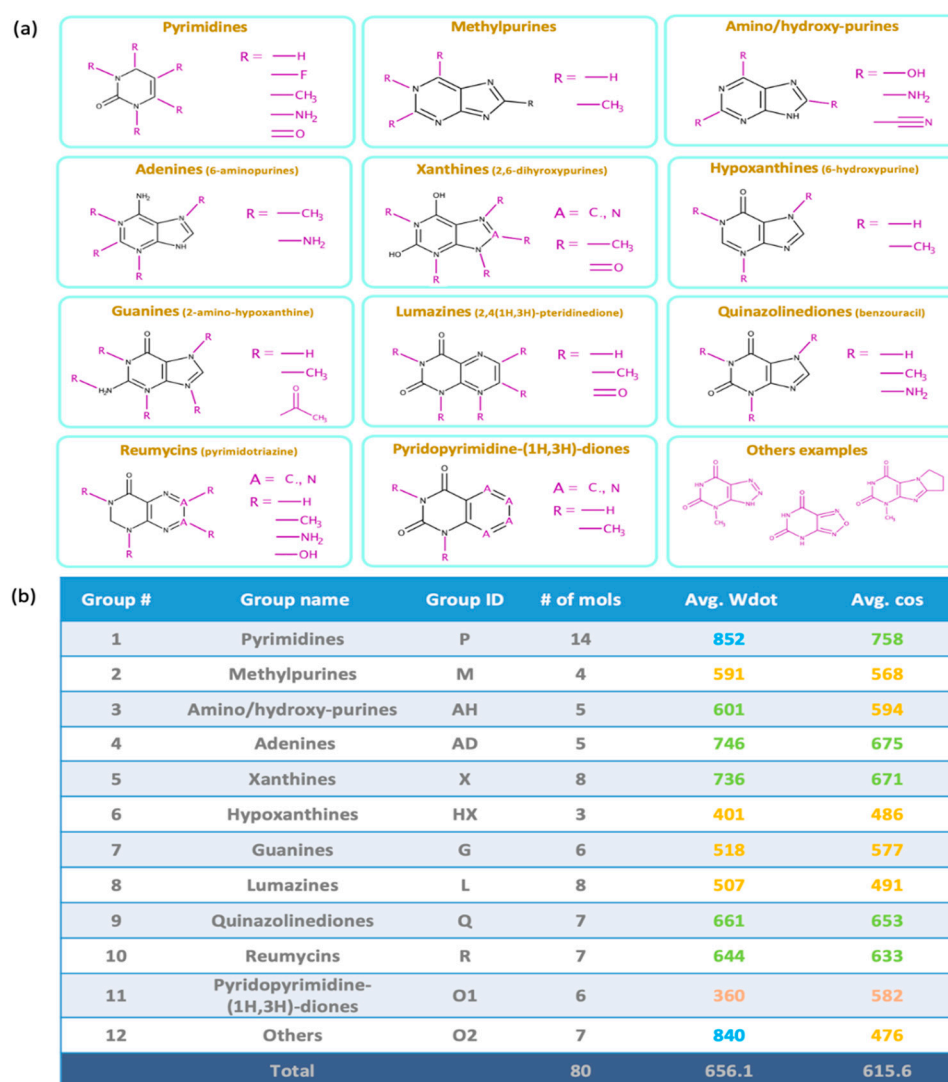 (a)
Pyrimidines
R
R
R
R
R
R
N
N
O
R = H
F
CH3
NH2
O
Methylpurines
R
R
R
R
N
N
N
N
R = H
CH3
Amino/hydroxy-purines
R
R
R
N
N
N
NH
R = OH
NH2
N
Adenines (6-aminopurines)
NH2
R
R
R
R
N
N
N
NH
R = CH3
NH2
Xanthines (2,6-dihyroxypurines)
OH
HO
R
R
R
R
R
N
N
N
N
A
A = C., N
R = CH3
O
Hypoxanthines (6-hydroxypurine)
O
R
R
R
N
N
N
N
R = H
CH3
Guanines (2-amino-hypoxanthine)
O
R
R
R
R
R
N
N
N
N
H2N
R = H
CH3
O
CH3
Lumazines (2,4(1H,3H)-pteridinedione)
O
O
R
R
R
R
R
N
N
N
N
R = H
CH3
O
Quinazolinediones (benzouracil)
O
O
R
R
R
N
N
N
N
R = H
CH3
NH2
Reumycins (pyrimidotriazine)
O
R
R
R
R
N
N
N
N
A
A
A = C., N
R = H
CH3
NH2
OH
Pyridopyrimidine-(1H,3H)-diones
O
O
R
R
N
N
A
A
A
A
A = C., N
R = H
CH3
Others examples
O
NH
O
N
CH3
N
N
NH
O
NH
O
N
H
N
O
N
O
NH
O
N
CH3
N
N
(b)
Group # Group name Group ID # of mols Avg. Wdot Avg. cos
1 Pyrimidines P 14 852 758
2 Methylpurines M 4 591 568
3 Amino/hydroxy-purines AH 5 601 594
4 Adenines AD 5 746 675
5 Xanthines X 8 736 671
6 Hypoxanthines HX 3 401 486
7 Guanines G 6 518 577
8 Lumazines L 8 507 491
9 Quinazolinediones Q 7 661 653
10 Reumycins R 7 644 633
11 Pyridopyrimidine-
(1H,3H)-diones O1 6 360 582
12 Others O2 7 840 476
Total 80 656.1 615.6